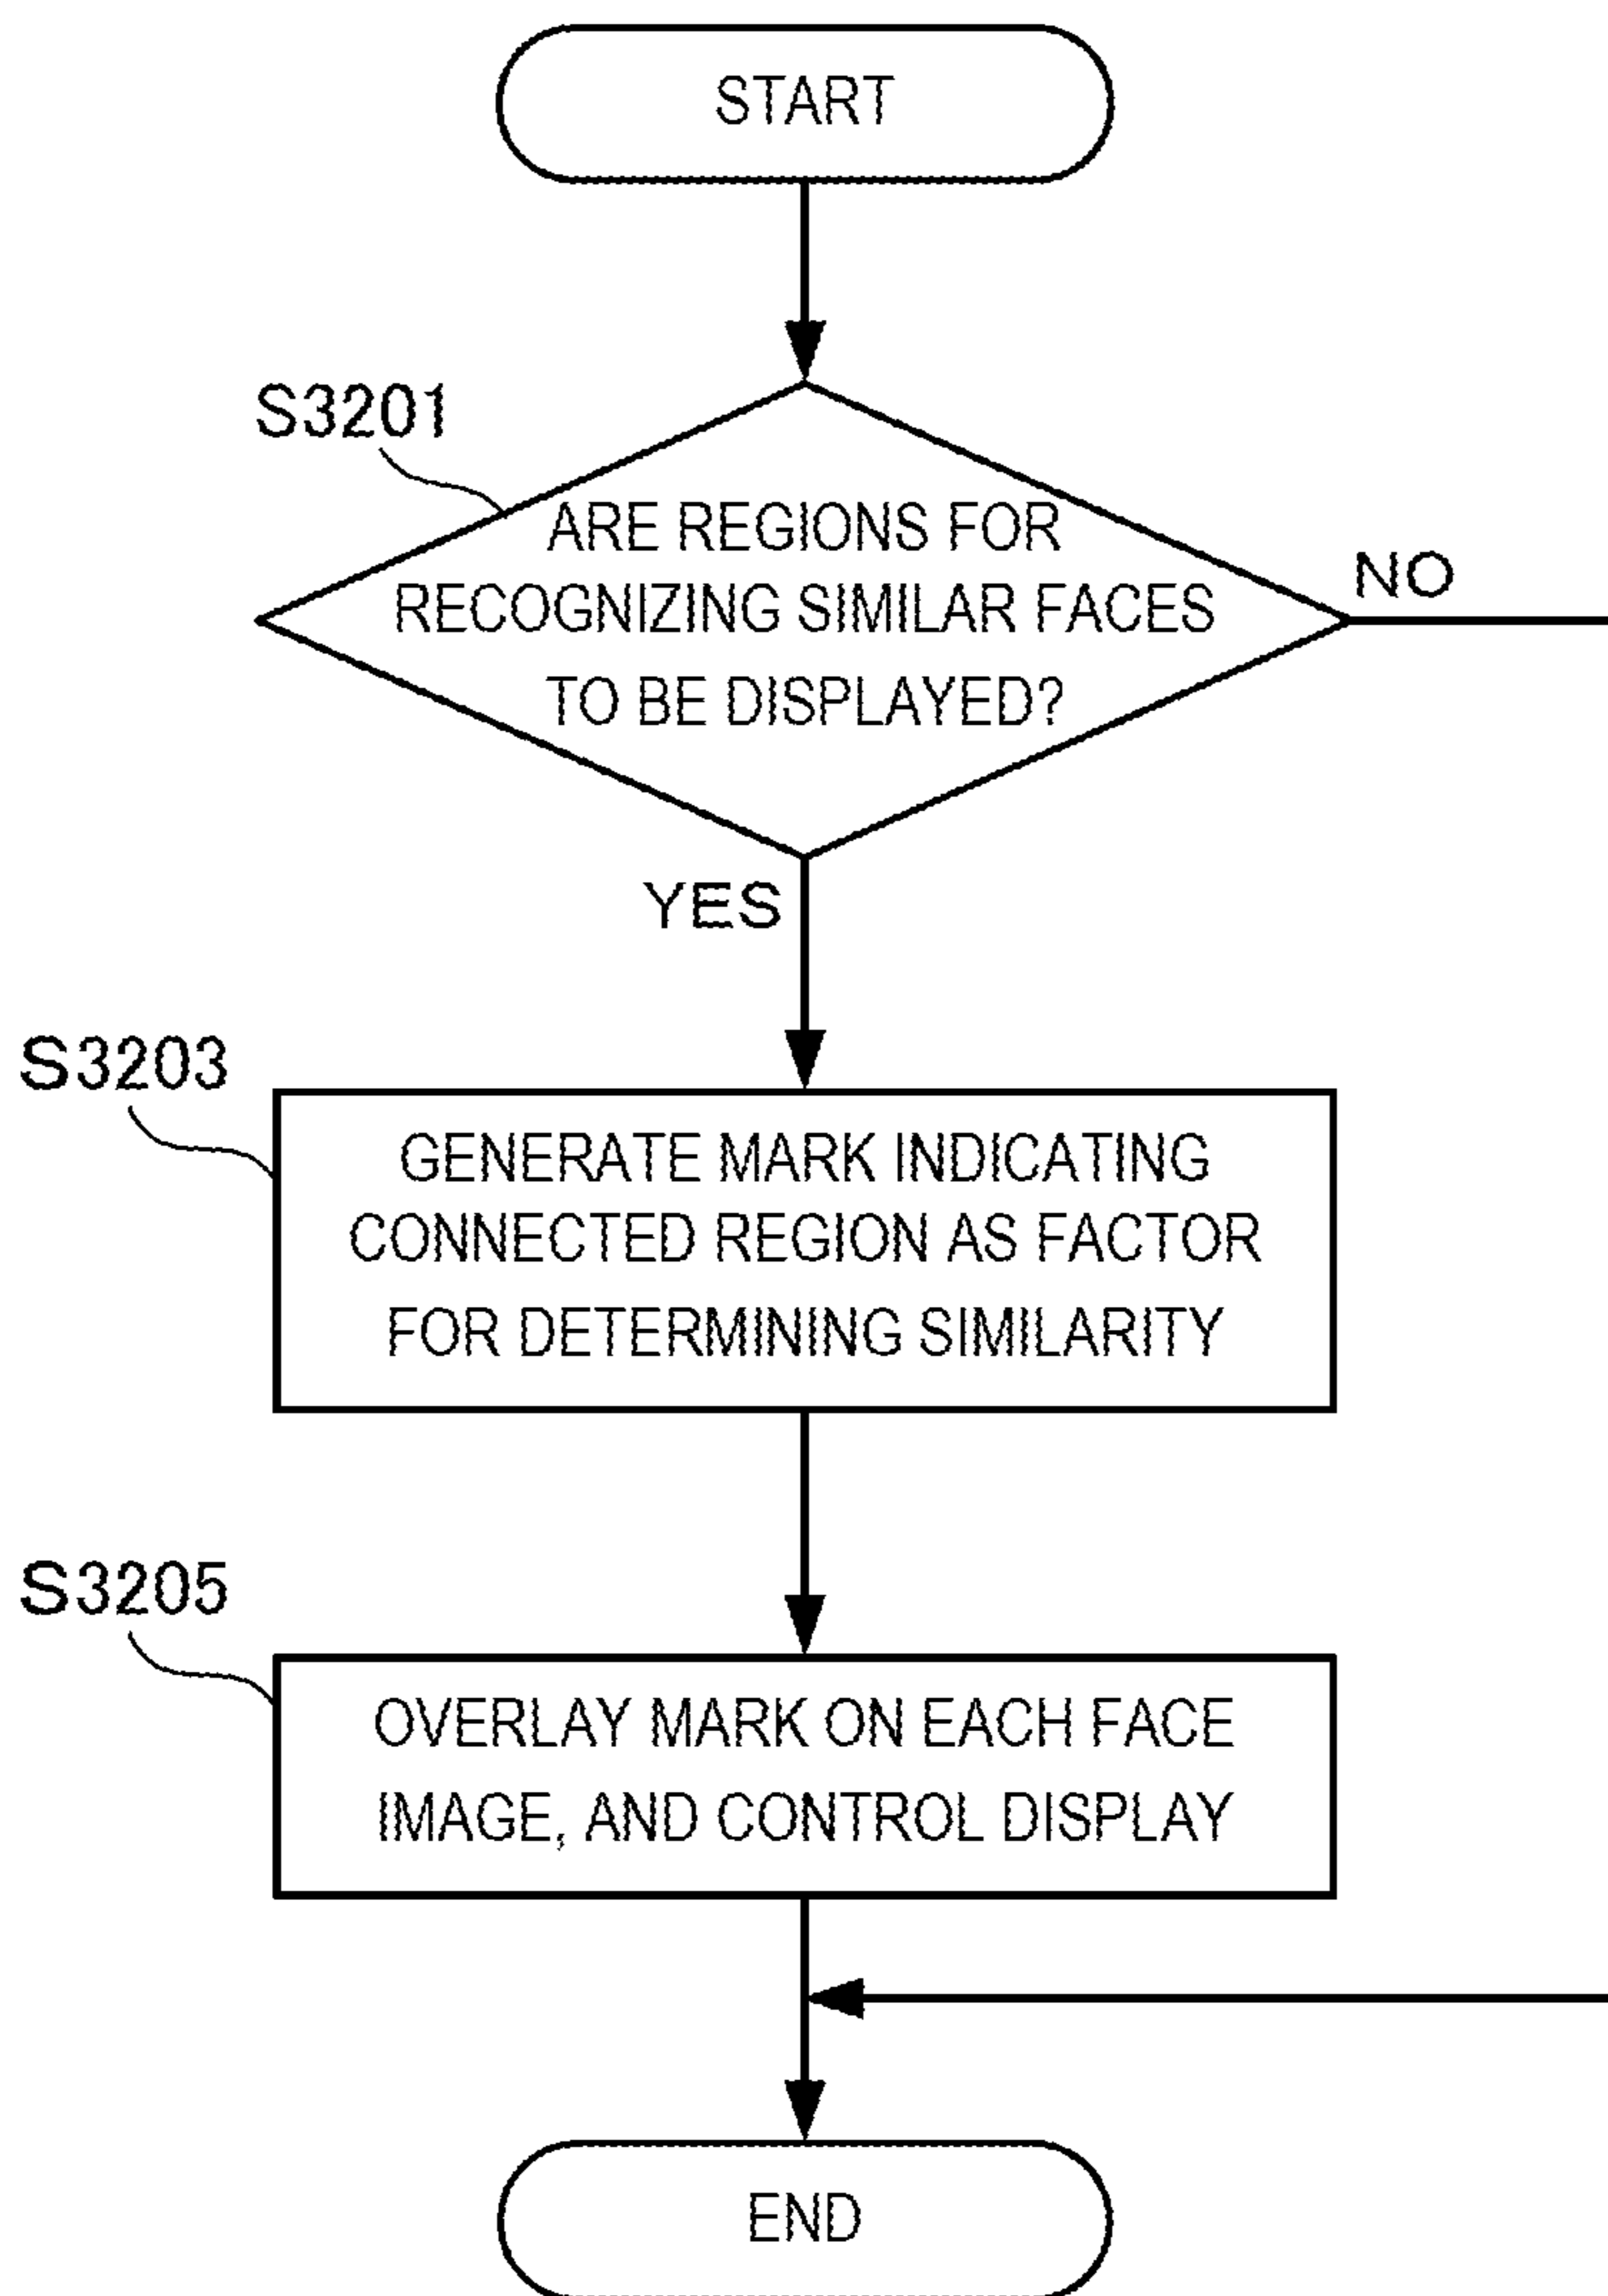 START
S3201
ARE REGIONS FOR
RECOGNIZING SIMILAR FACES
TO BE DISPLAYED?
NO
YES
S3203
GENERATE MARK INDICATING
CONNECTED REGION AS FACTOR
FOR DETERMINING SIMILARITY
S3205
OVERLAY MARK ON EACH FACE
IMAGE, AND CONTROL DISPLAY
END